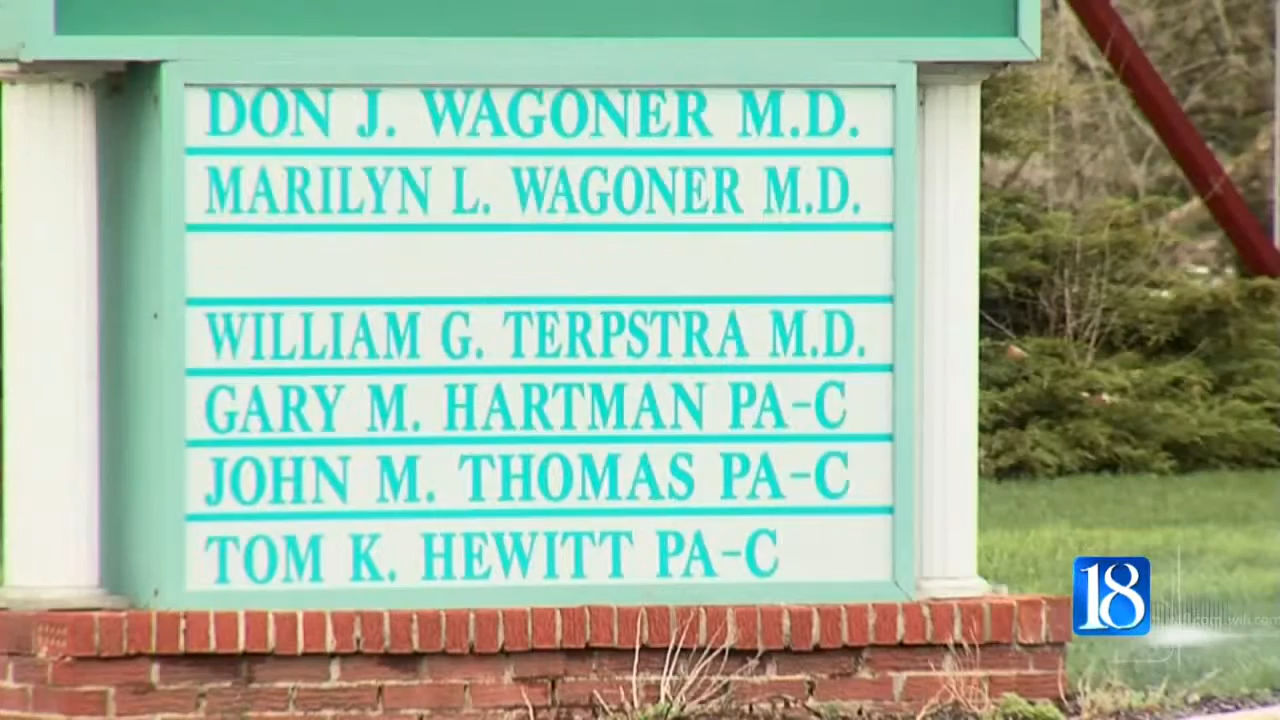 DON J. WAGONER M.D.
MARILYN L. WAGONER M.D.
WILLIAM G. TERPSTRA M.D.
GARY M. HARTMAN PA-C
JOHN M. THOMAS PA-C
TOM K. HEWITT PA-C
18